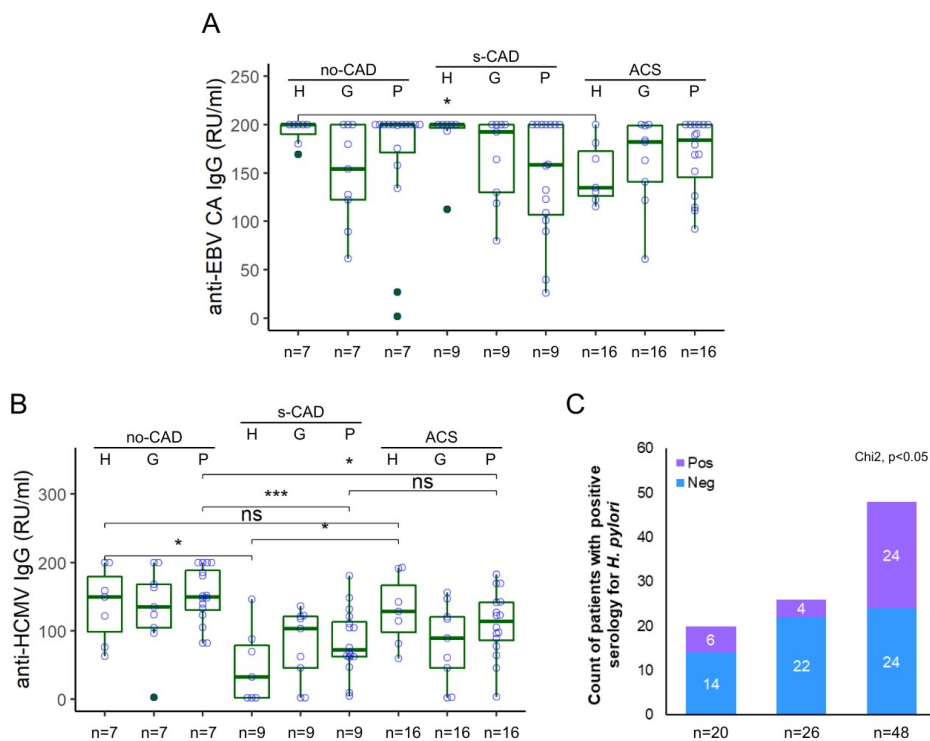 A
no-CAD
s-CAD
ACS
H G P H G P H G P
*
anti-EBV CA IgG (RU/ml)
250
200
150
100
50
0
n=7 n=7 n=7 n=9 n=9 n=9 n=16 n=16 n=16
B
s-CAD
no-CAD
H G P
ACS
H G P
H G P
*
ns
***
ns
*
*
anti-HCMV IgG (RU/ml)
300
200
100
0
n=7 n=7 n=7 n=9 n=9 n=9 n=16 n=16 n=16
C
Count of patients with positive
serology for H. pylori
60
50
40
30
20
10
0
Pos
Neg
Chi2, p<0.05
6
14
4
22
24
24
n=20 n=26 n=48